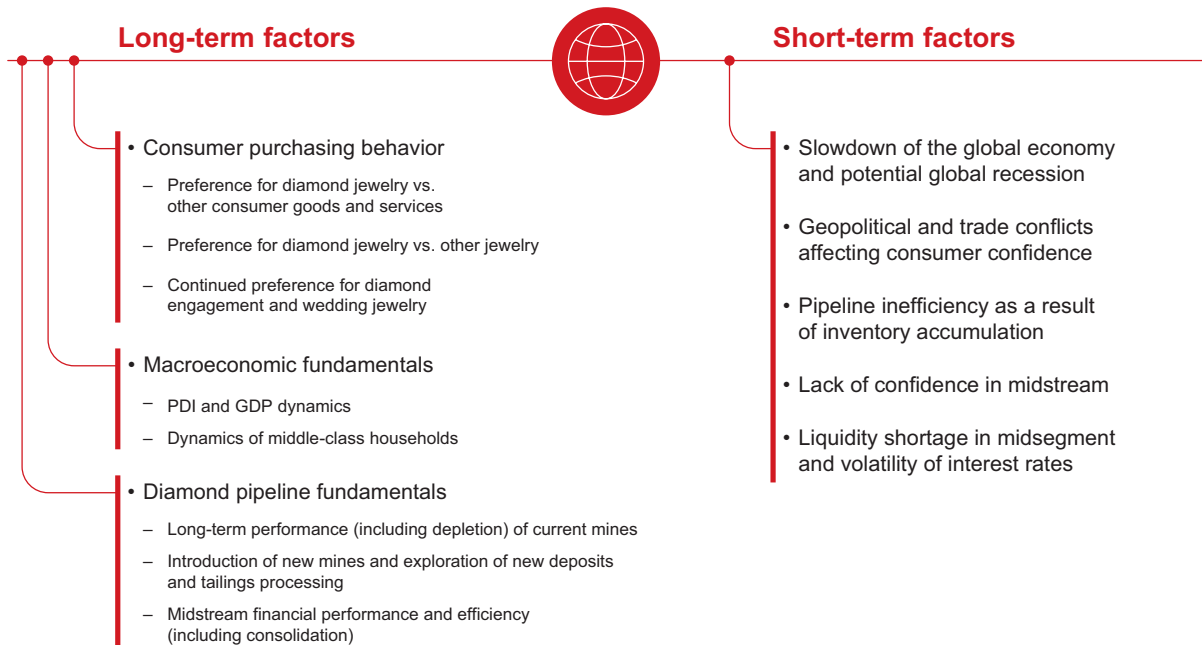 Long-term factors
• Consumer purchasing behavior
– Preference for diamond jewelry vs.
other consumer goods and services
– Preference for diamond jewelry vs. other jewelry
– Continued preference for diamond
engagement and wedding jewelry
• Macroeconomic fundamentals
– PDI and GDP dynamics
– Dynamics of middle-class households
• Diamond pipeline fundamentals
– Long-term performance (including depletion) of current mines
– Introduction of new mines and exploration of new deposits
and tailings processing
– Midstream financial performance and efficiency
(including consolidation)
Short-term factors
• Slowdown of the global economy
and potential global recession
• Geopolitical and trade conflicts
affecting consumer confidence
• Pipeline inefficiency as a result
of inventory accumulation
• Lack of confidence in midstream
• Liquidity shortage in midsegment
and volatility of interest rates